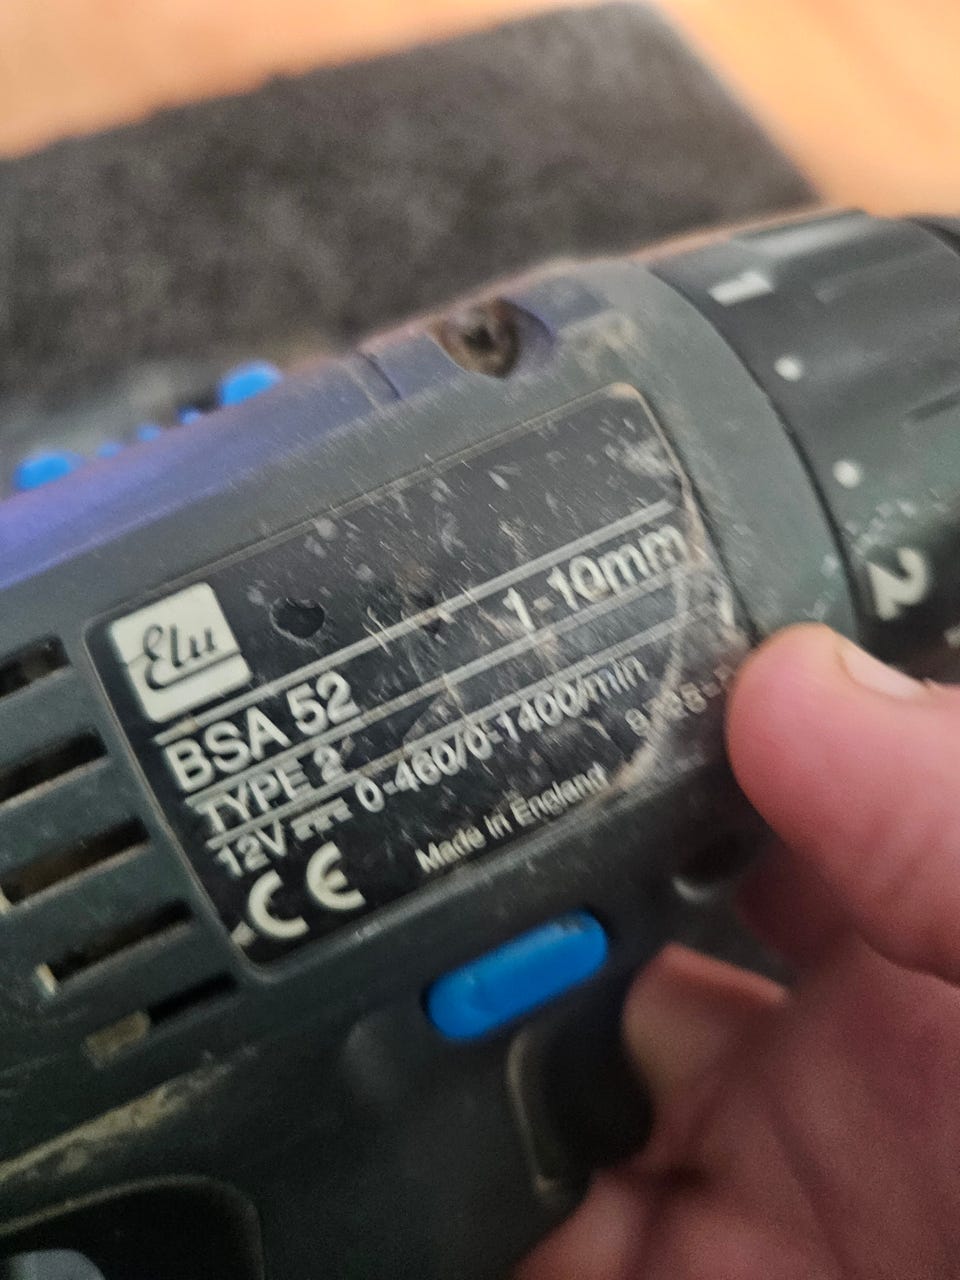 Elu
1-10mm
BSA 52
TYPE 2
12V 0-460/0-1400/min
CE
Made in England
1
2